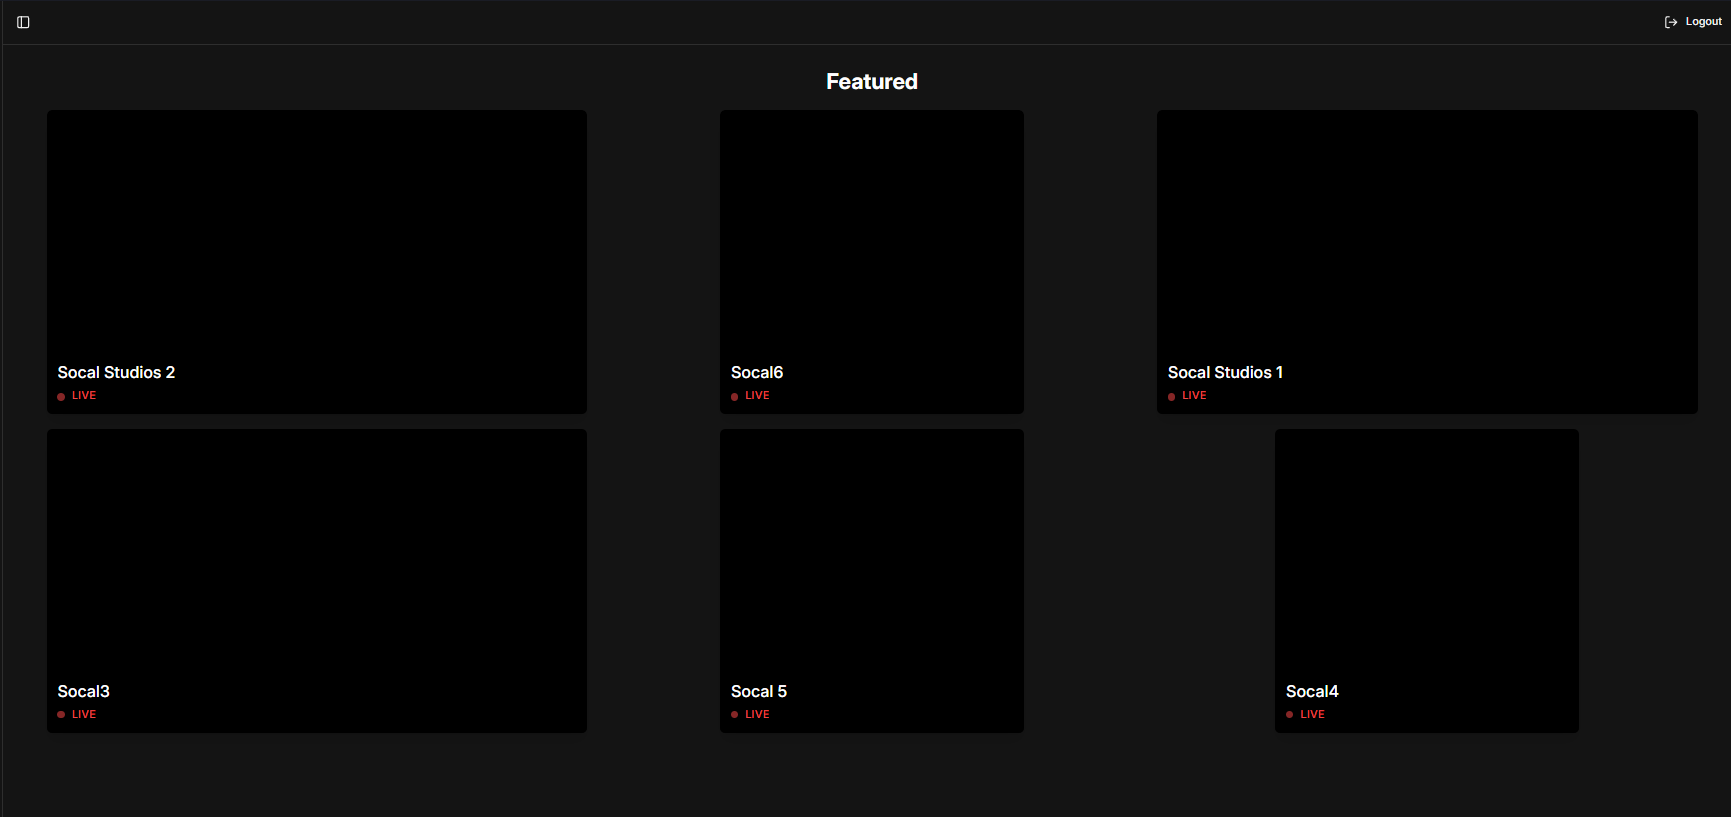 Logout
Featured
Socal Studios 2
LIVE
Socal6
LIVE
Socal Studios 1
LIVE
Socal3
LIVE
Socal 5
LIVE
Socal4
LIVE